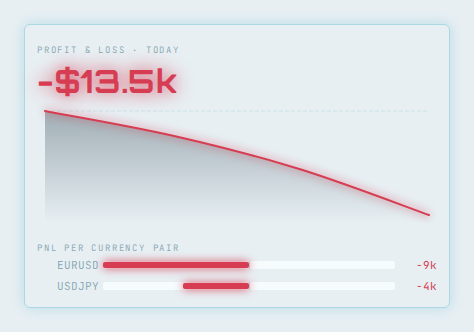 PROFIT & LOSS - TODAY
-$13.5k
PNL PER CURRENCY PAIR
EURUSD -9k
USDJPY -4k